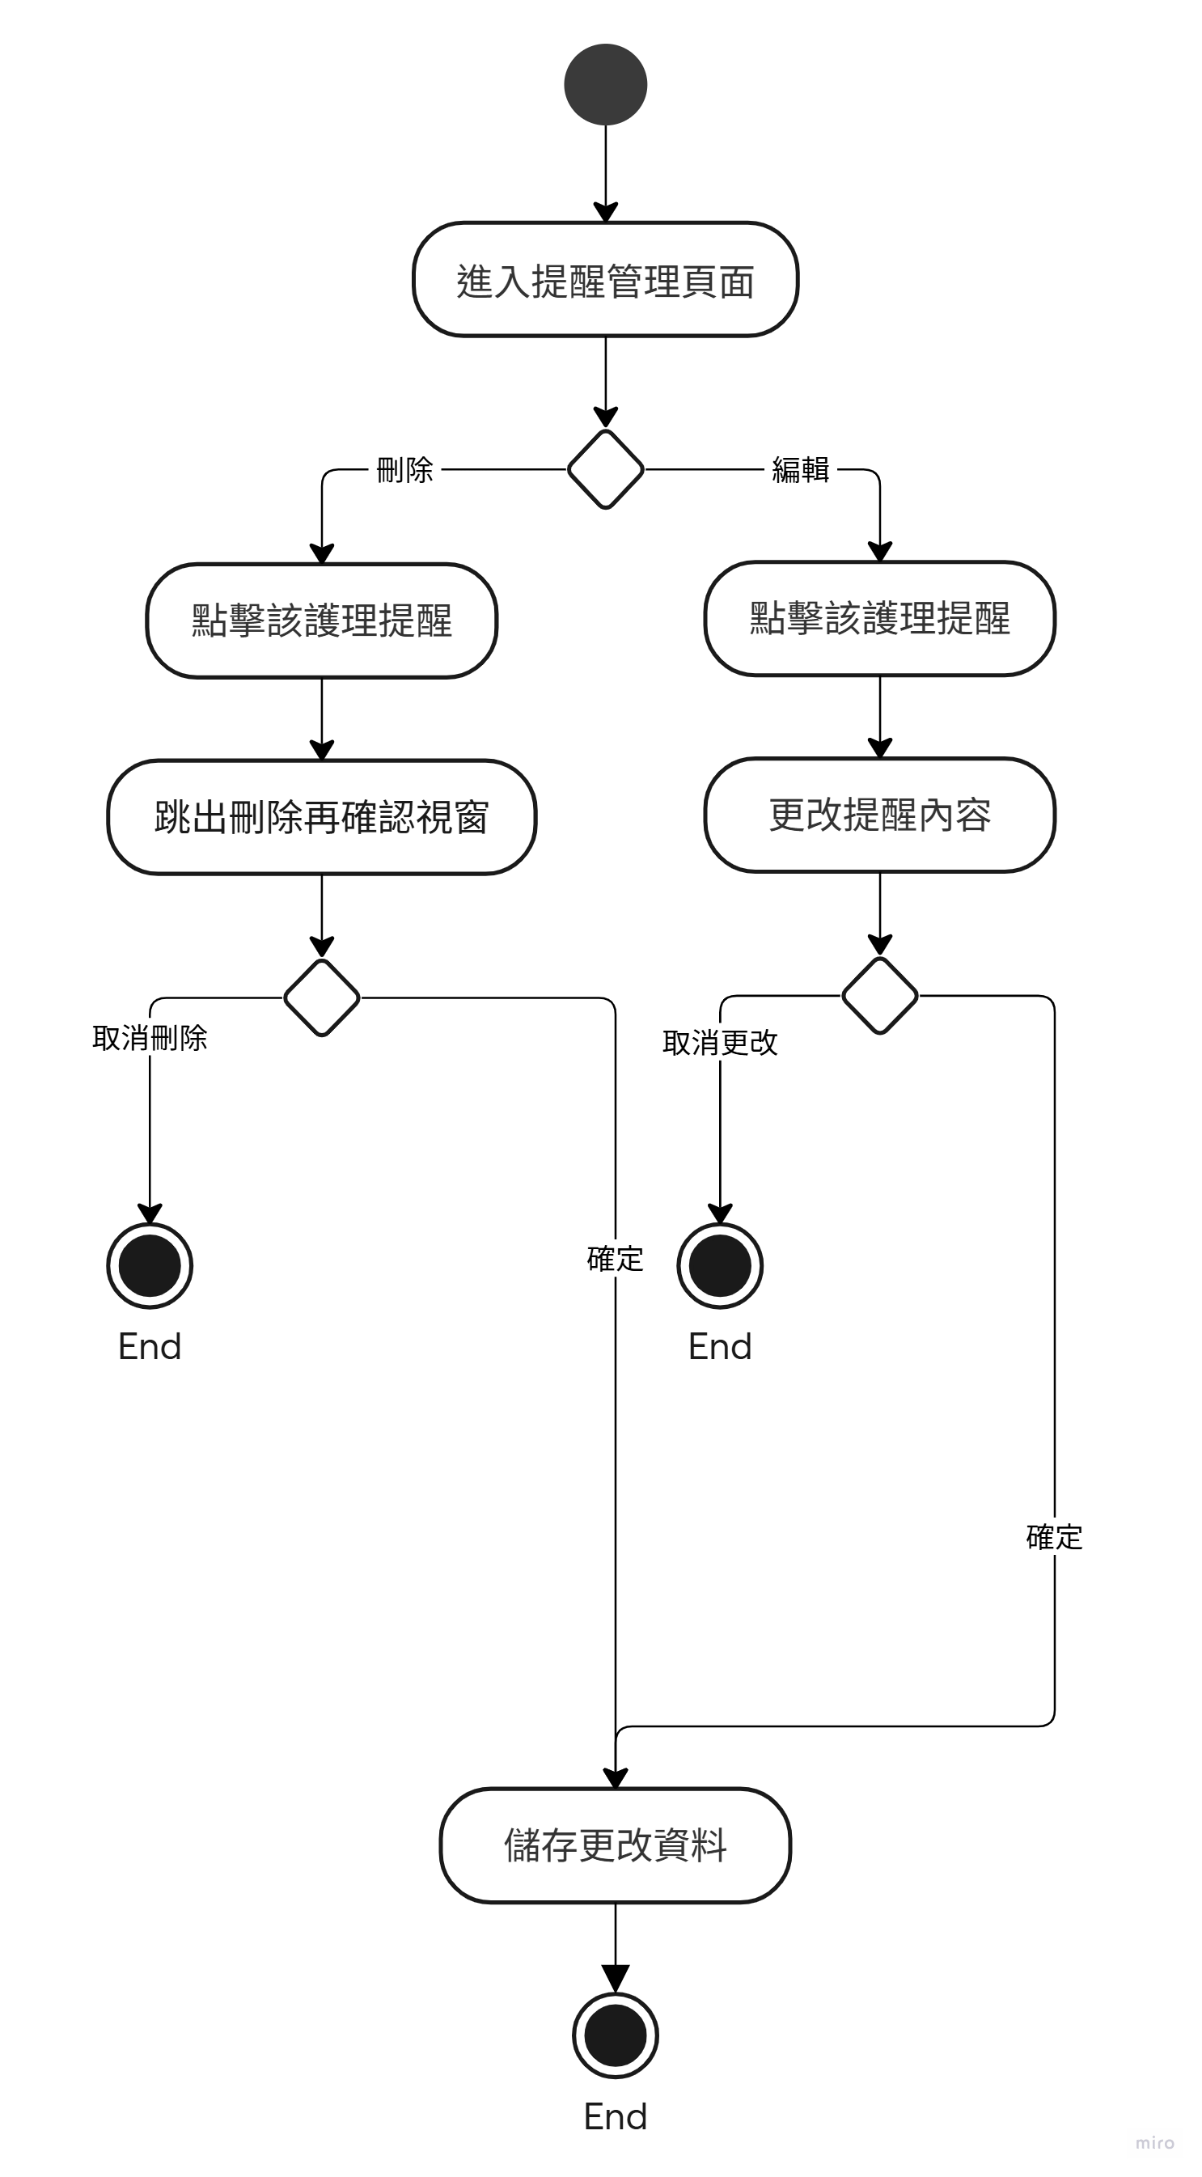 進入提醒管理頁面
刪除
編輯
點擊該護理提醒
點擊該護理提醒
跳出刪除再確認視窗
更改提醒內容
取消刪除
取消更改
確定
End
End
確定
儲存更改資料
End
miro